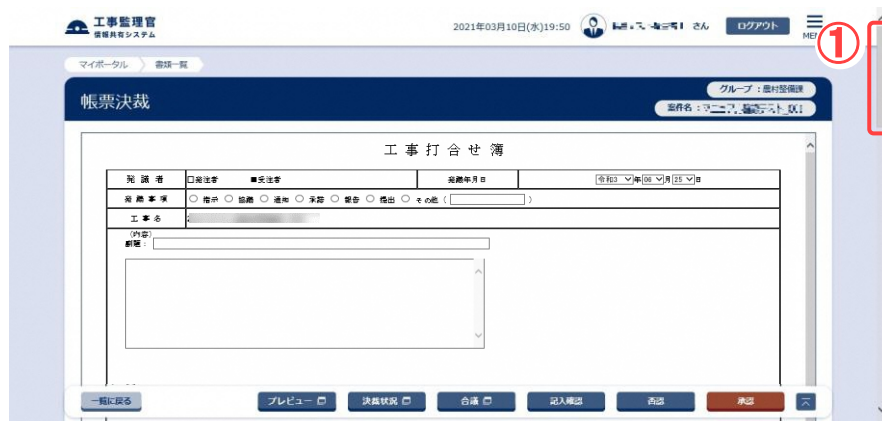 工事監理官
情報共有システム
2021年03月10日(水)19:50
さん
ログアウト
①
マイポータル 書類一覧
帳票決裁
グループ：農村整備課
案件名：
工事打合せ簿
発議者 □発注者 ■受注者 発議年月日 令和3 年 06 月 25 日
発議事項 ○ 指示 ○ 協議 ○ 通知 ○ 承諾 ○ 報告 ○ 提出 ○ その他 ( )
工事名
(内容)
副題：
一覧に戻る プレビュー 決裁状況 合議 記入確認 否認 承認